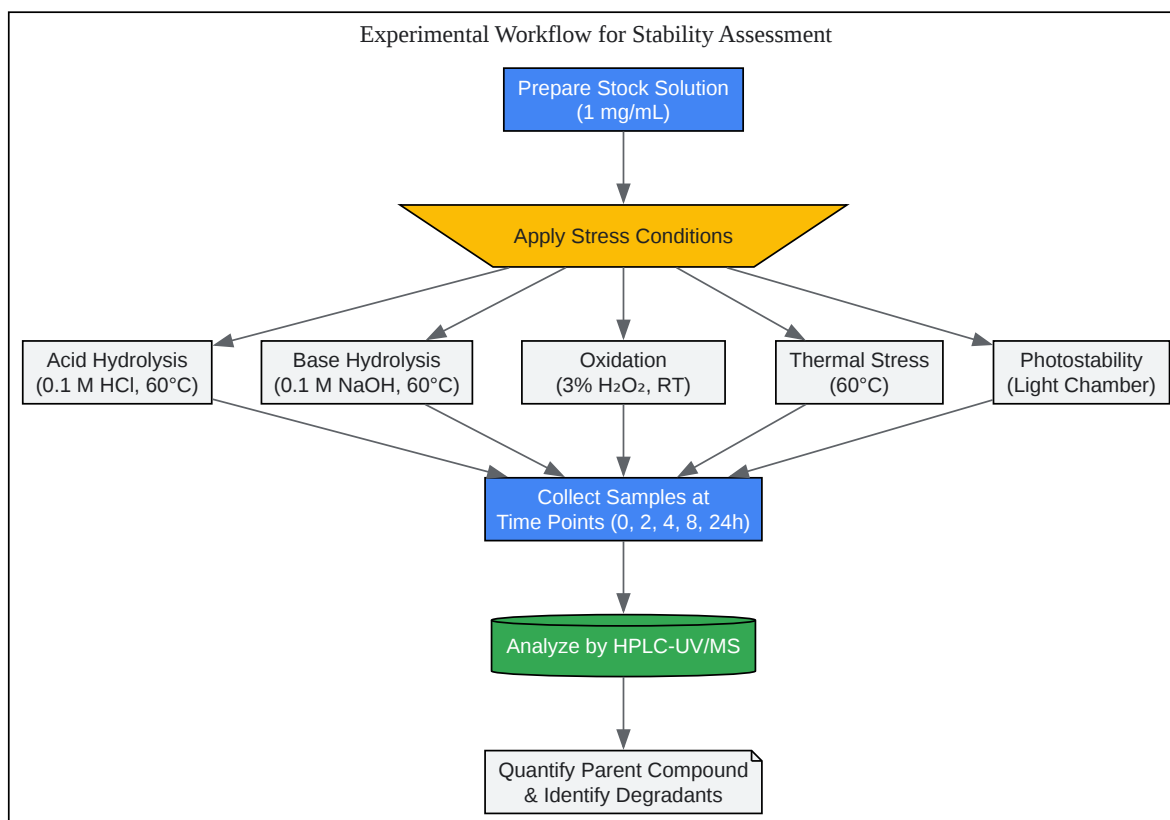 Experimental Workflow for Stability Assessment
Prepare Stock Solution
(1 mg/mL)
Apply Stress Conditions
Acid Hydrolysis
(0.1 M HCl, 60°C)
Base Hydrolysis
(0.1 M NaOH, 60°C)
Oxidation
(3% H₂O₂, RT)
Thermal Stress
(60°C)
Photostability
(Light Chamber)
Collect Samples at
Time Points (0, 2, 4, 8, 24h)
Analyze by HPLC-UV/MS
Quantify Parent Compound
& Identify Degradants